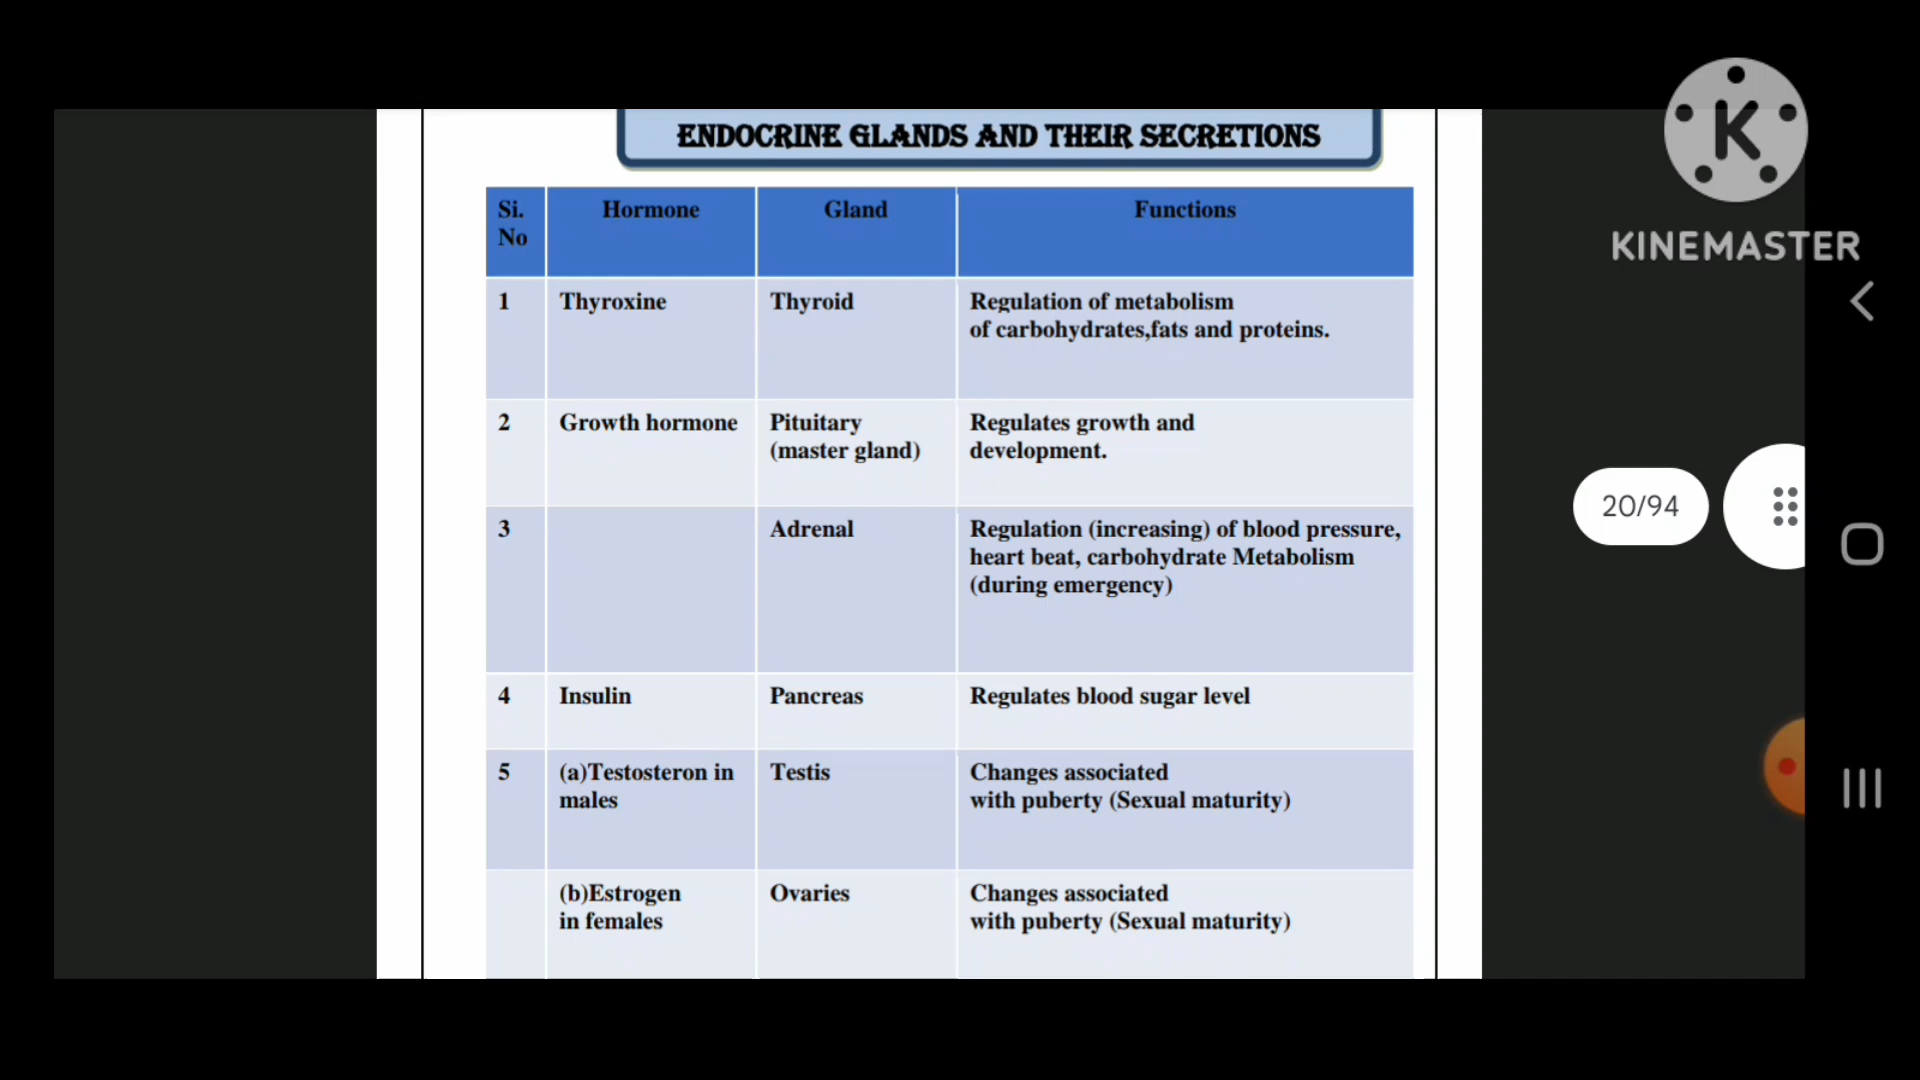 ENDOCRINE GLANDS AND THEIR SECRETIONS
Si. No
Hormone
Gland
Functions
1
Thyroxine
Thyroid
Regulation of metabolism
of carbohydrates,fats and proteins.
2
Growth hormone
Pituitary
(master gland)
Regulates growth and
development.
3
Adrenal
Regulation (increasing) of blood pressure,
heart beat, carbohydrate Metabolism
(during emergency)
4
Insulin
Pancreas
Regulates blood sugar level
5
(a)Testosteron in
males
Testis
Changes associated
with puberty (Sexual maturity)
(b)Estrogen
in females
Ovaries
Changes associated
with puberty (Sexual maturity)
K
KINEMASTER
20/94